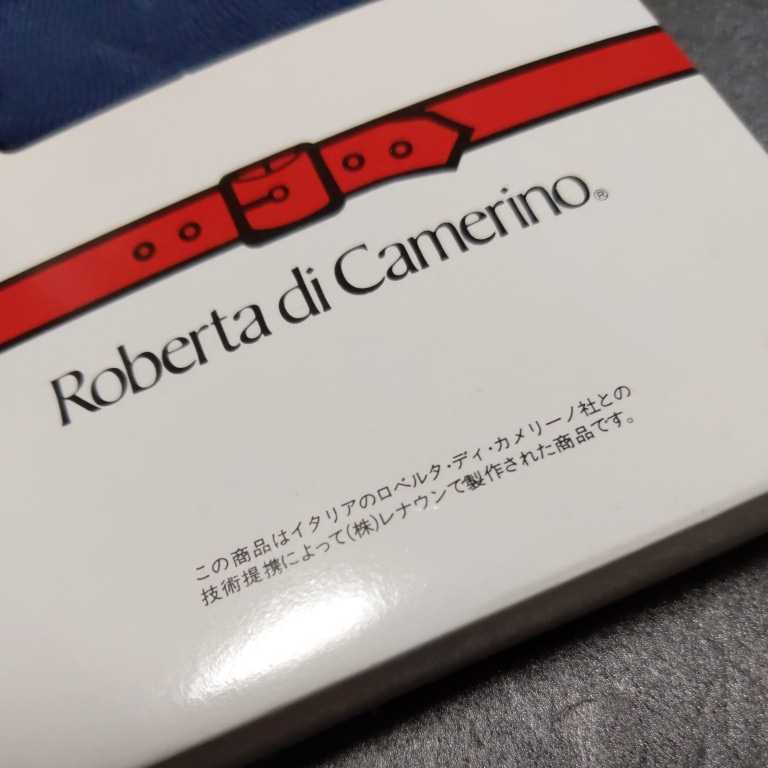 Roberta di Camerino®
この商品はイタリアのロベルタ・ディ・カメリーノ社との
技術提携によって(株)レナウンで製作された商品です。